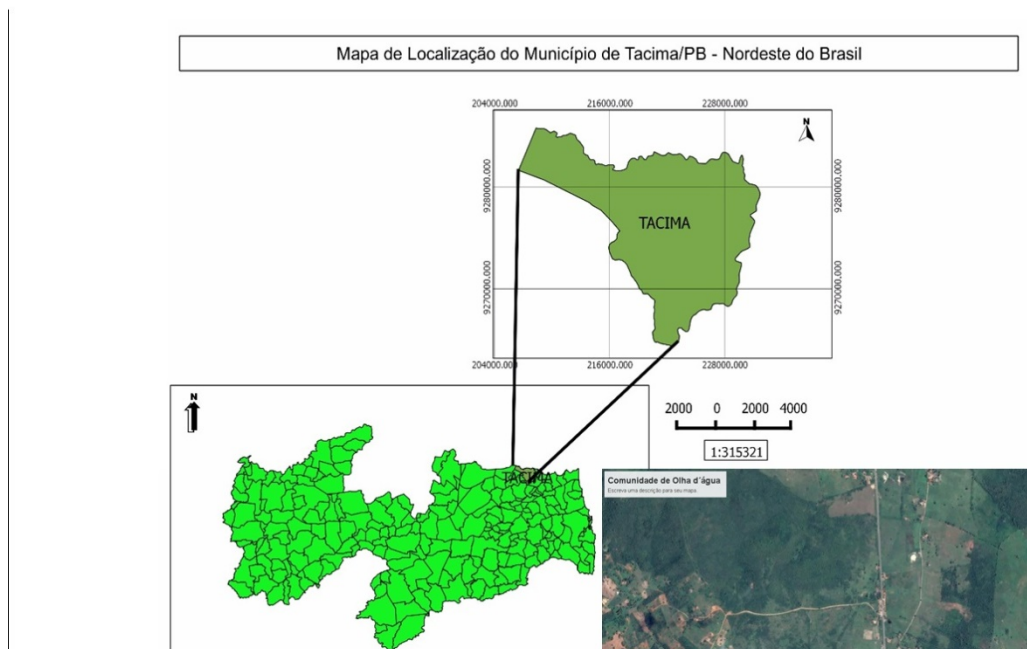 Mapa de Localização do Município de Tacima/PB - Nordeste do Brasil
204000.000 216000.000 228000.000
N
9280000.000 9280000.000
TACIMA
9270000.000 9270000.000
204000.000 216000.000 228000.000
N
2000 0 2000 4000
1:315321
TACIMA
Comunidade de Olha d´água
Escreva uma descrição para seu mapa.